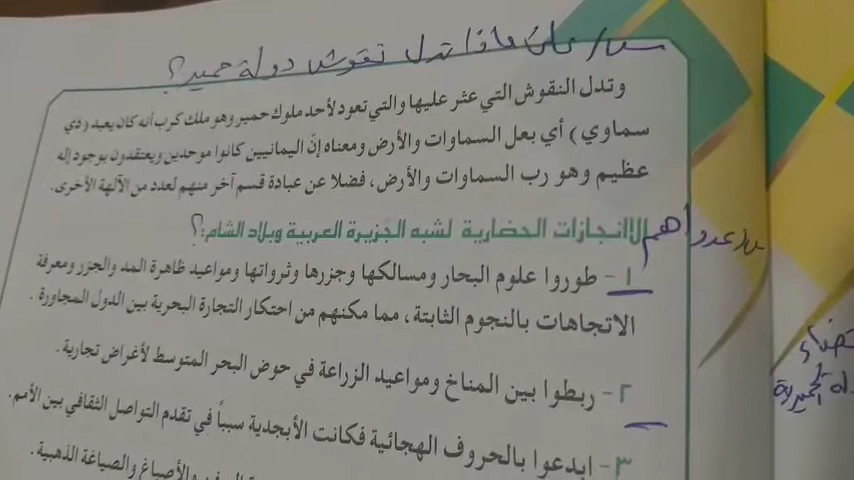 س/ على ماذا تدل نقوش دولة حمير؟
وتدل النقوش التي عثر عليها والتي تعود لأحد ملوك حمير وهو ملك كرب أنه كان يعبد (ذي
سماوي) أي بعل السماوات والأرض ومعناه إنّ اليمانيين كانوا موحدين ويعتقدون بوجود إله
عظيم وهو رب السماوات والأرض، فضلا عن عبادة قسم آخر منهم لعدد من الآلهة الأخرى.
س/ عدد أهم
الانجازات الحضارية لشبه الجزيرة العربية وبلاد الشام:؟
١- طوروا علوم البحار ومسالكها وجزرها وثرواتها ومواعيد ظاهرة المد والجزر ومعرفة
الاتجاهات بالنجوم الثابتة، مما مكنهم من احتكار التجارة البحرية بين الدول المجاورة.
٢- ربطوا بين المناخ ومواعيد الزراعة في حوض البحر المتوسط لأغراض تجارية.
٣- ابدعوا بالحروف الهجائية فكانت الأبجدية سبباً في تقدم التواصل الثقافي بين الأمم.
والأصباغ والصياغة الذهبية.
الحميرية